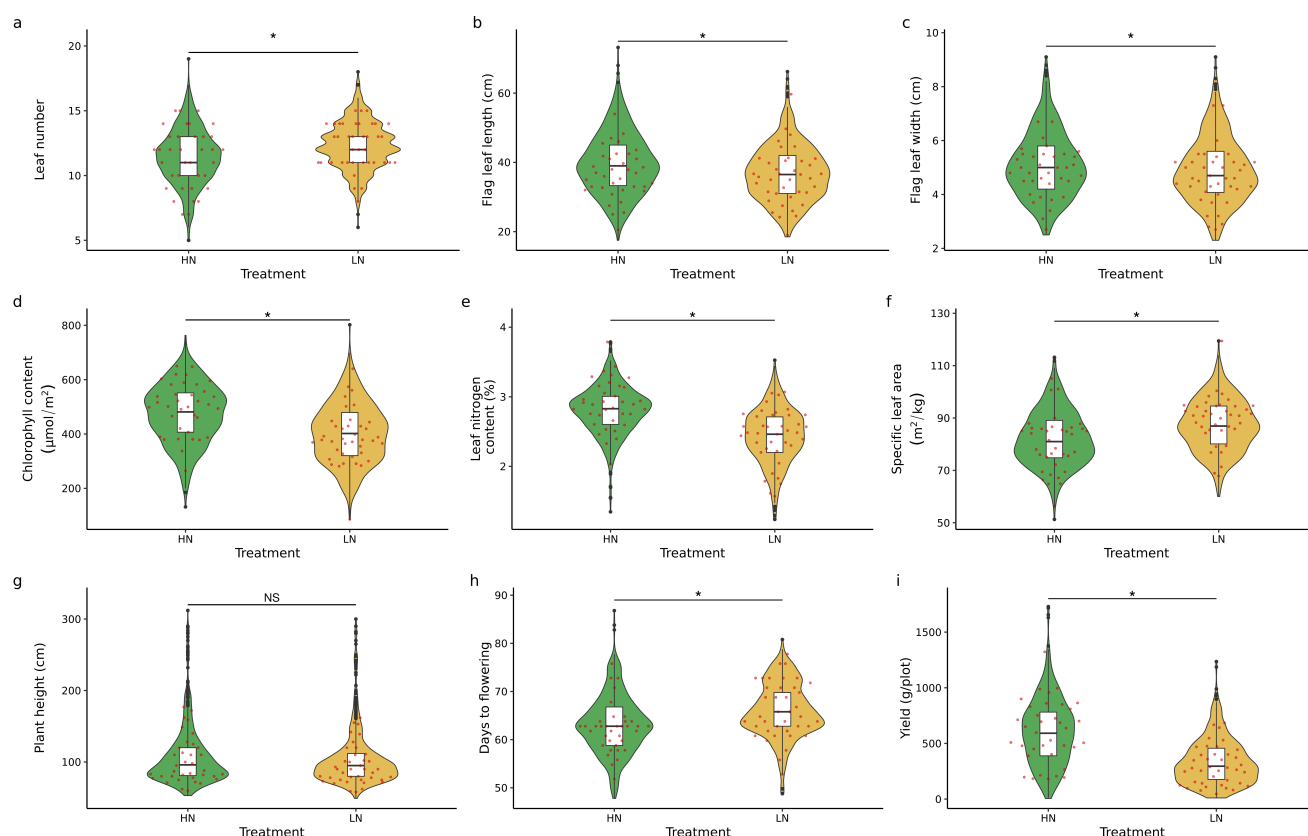 a
Leaf number
20
15
10
5
*
HN
LN
Treatment
b
Flag leaf length (cm)
60
40
20
*
HN
LN
Treatment
c
Flag leaf width (cm)
10
8
6
4
2
*
HN
LN
Treatment
d
Chlorophyll content
(μmol/m²)
800
600
400
200
*
HN
LN
Treatment
e
Leaf nitrogen
content (%)
4
3
2
*
HN
LN
Treatment
f
Specific leaf area
(m²/kg)
130
110
90
70
50
*
HN
LN
Treatment
g
Plant height (cm)
300
200
100
NS
HN
LN
Treatment
h
Days to flowering
90
80
70
60
50
*
HN
LN
Treatment
i
Yield (g/plot)
1500
1000
500
0
*
HN
LN
Treatment